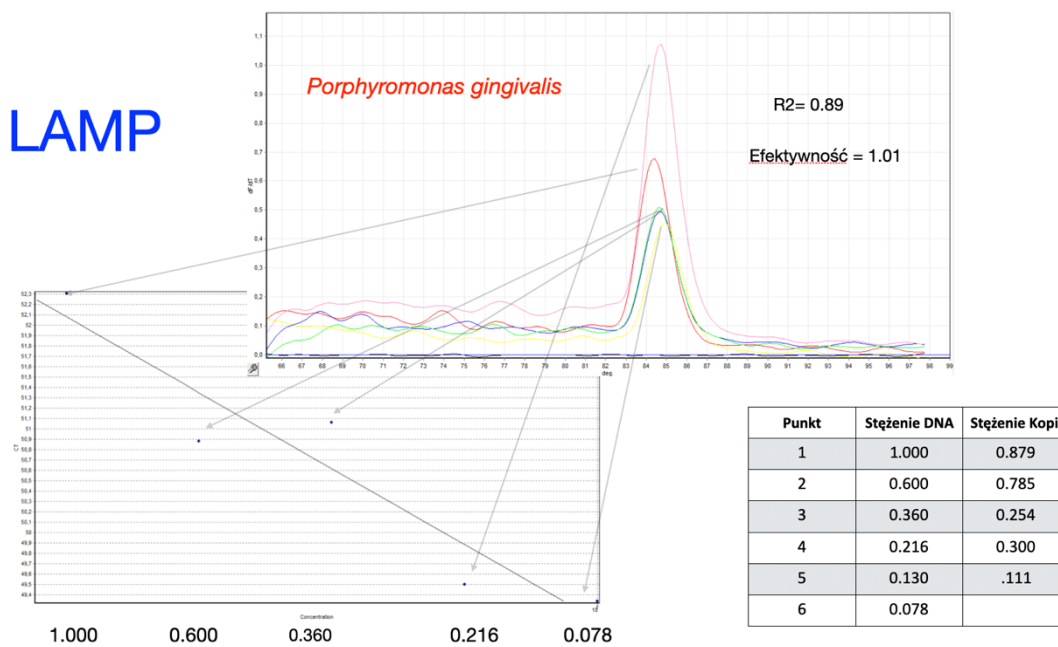 LAMP
Porphyromonas gingivalis
R2= 0.89
Efektywność = 1.01
dF/dT
1,1
1,0
0,9
0,8
0,7
0,6
0,5
0,4
0,3
0,2
0,1
0,0
66 67 68 69 70 71 72 73 74 75 76 77 78 79 80 81 82 83 84 85 86 87 88 89 90 91 92 93 94 95 96 97 98 99
deg.
CT
52,3
52,2
52,1
52
51,9
51,8
51,7
51,6
51,5
51,4
51,3
51,2
51,1
51
50,9
50,8
50,7
50,6
50,5
50,4
50,3
50,2
50,1
50
49,9
49,8
49,7
49,6
49,5
49,4
Concentration
1.000 0.600 0.360 0.216 0.078
Punkt Stężenie DNA Stężenie Kopi
1 1.000 0.879
2 0.600 0.785
3 0.360 0.254
4 0.216 0.300
5 0.130 .111
6 0.078